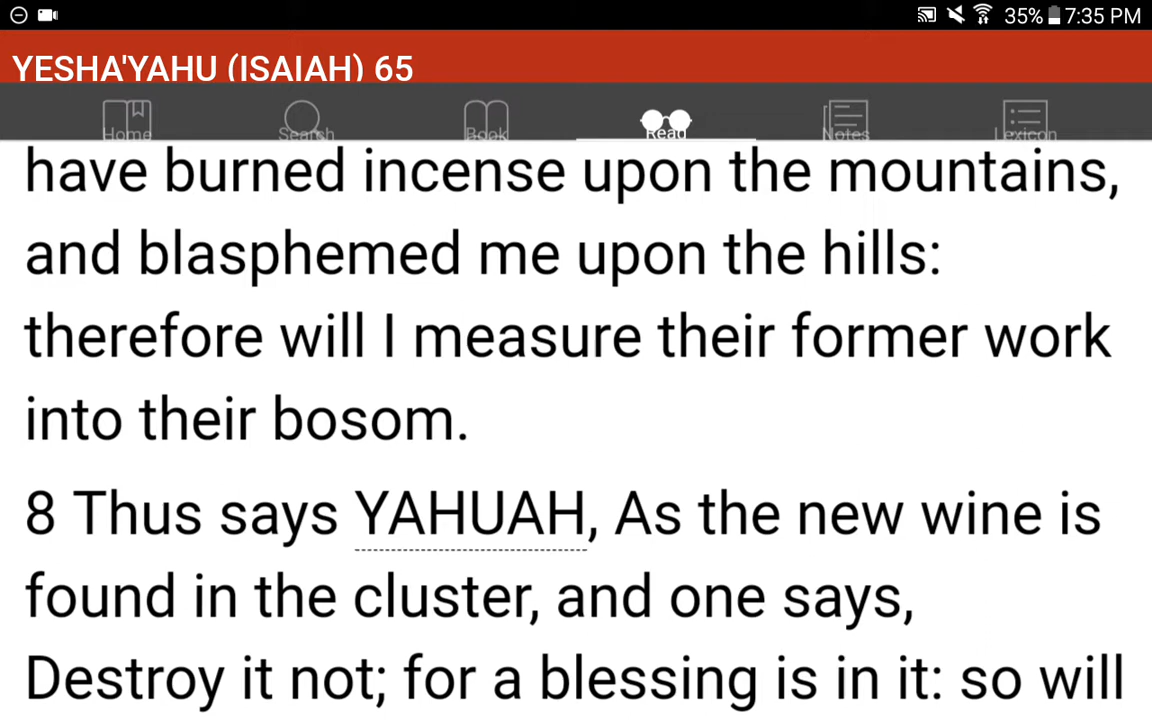 35% 7:35 PM
YESHA'YAHU (ISAIAH) 65
Home Search Book Read Notes Lexicon
have burned incense upon the mountains,
and blasphemed me upon the hills:
therefore will I measure their former work
into their bosom.
8 Thus says YAHUAH, As the new wine is
found in the cluster, and one says,
Destroy it not; for a blessing is in it: so will